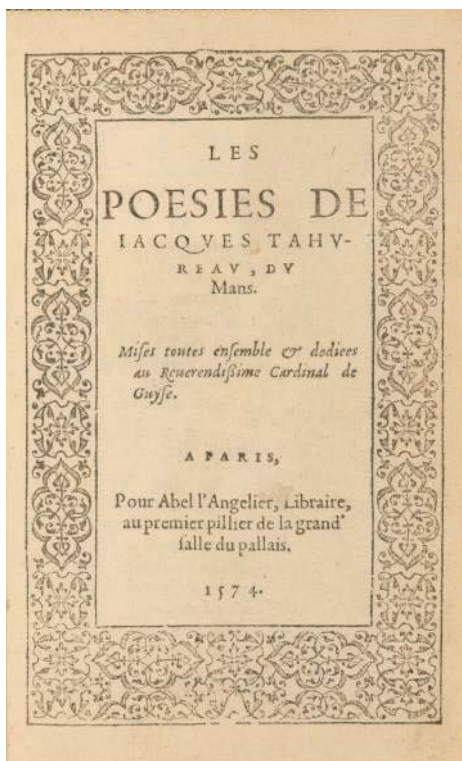 LES
POESIES DE
IACQVES TAHV-
REAV, DV
Mans.
Miſes toutes enſemble & dediees
au Reuerendißime Cardinal de
Guyſe.
A PARIS,
Pour Abel l'Angelier, Libraire,
au premier pillier de la grand'
ſalle du pallais.
1574.